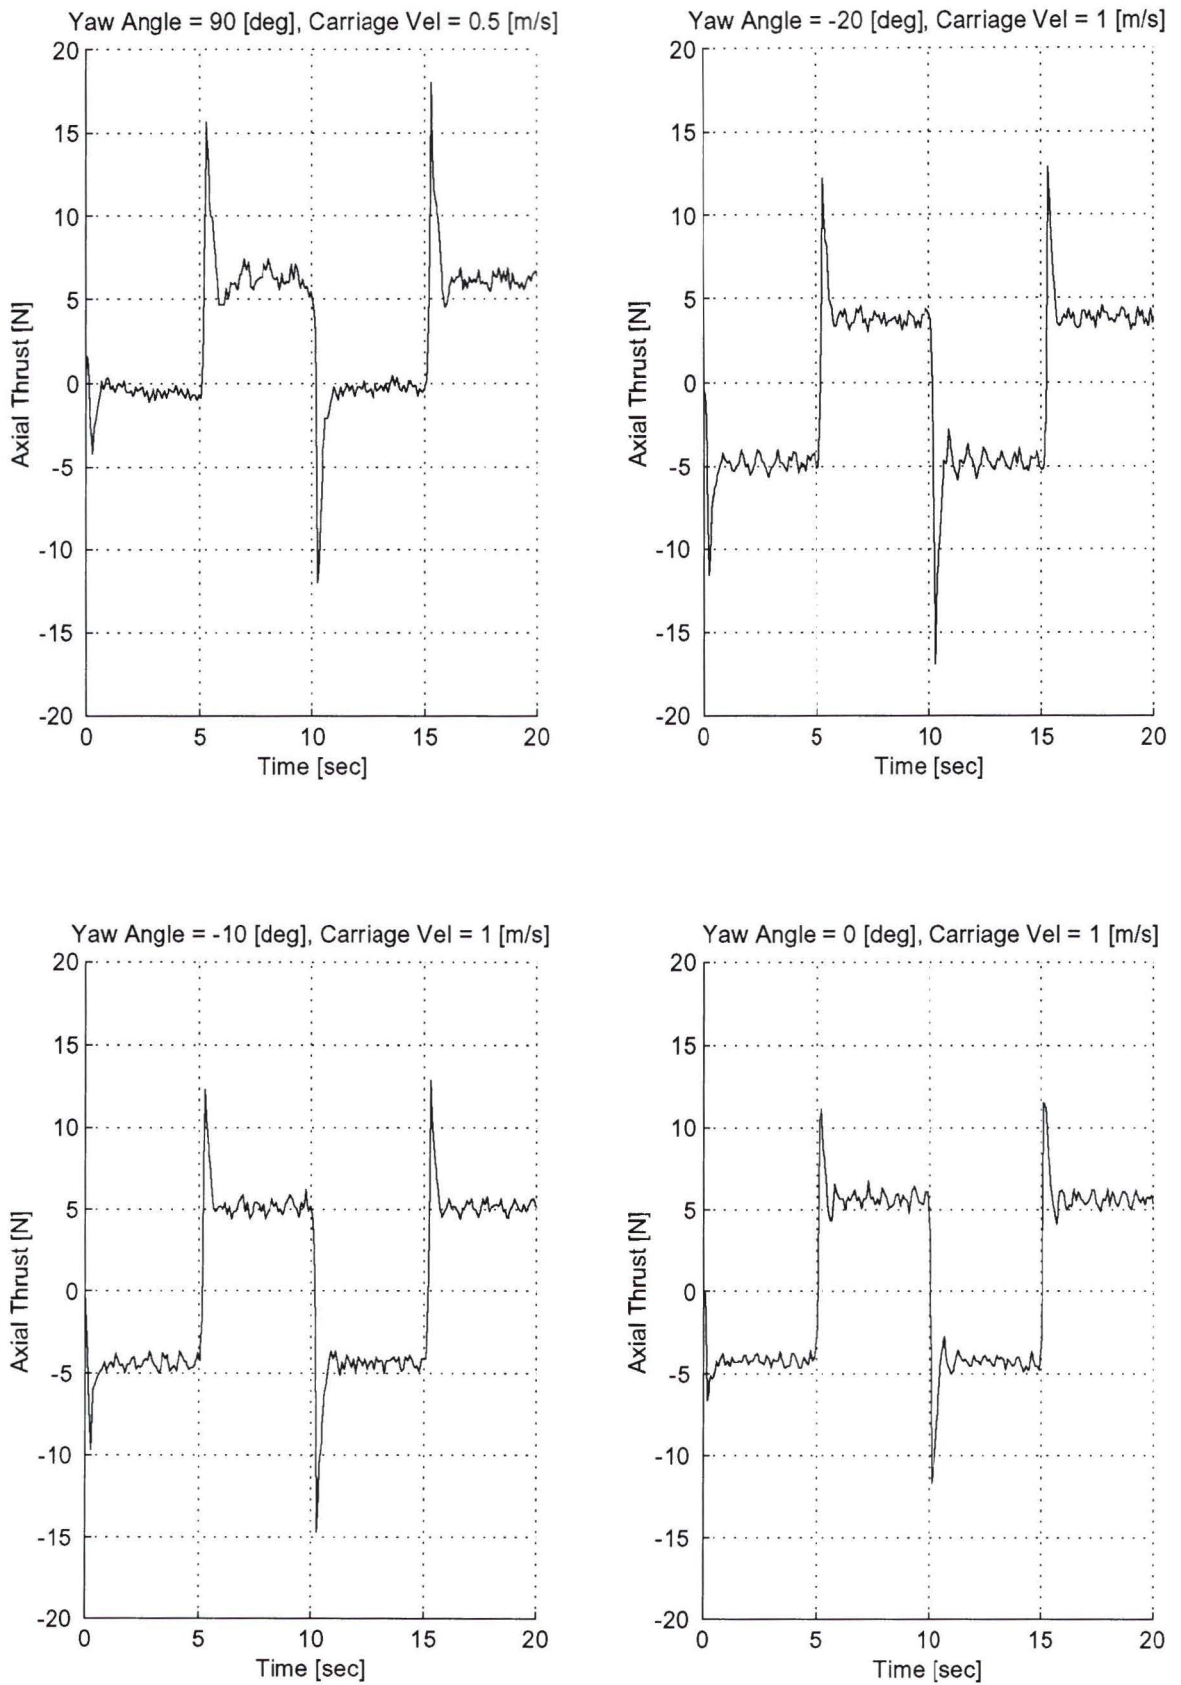 Yaw Angle = 90 [deg], Carriage Vel = 0.5 [m/s]
20
15
10
5
0
-5
-10
-15
-20
Axial Thrust [N]
0 5 10 15 20
Time [sec]
Yaw Angle = -20 [deg], Carriage Vel = 1 [m/s]
20
15
10
5
0
-5
-10
-15
-20
Axial Thrust [N]
0 5 10 15 20
Time [sec]
Yaw Angle = -10 [deg], Carriage Vel = 1 [m/s]
20
15
10
5
0
-5
-10
-15
-20
Axial Thrust [N]
0 5 10 15 20
Time [sec]
Yaw Angle = 0 [deg], Carriage Vel = 1 [m/s]
20
15
10
5
0
-5
-10
-15
-20
Axial Thrust [N]
0 5 10 15 20
Time [sec]